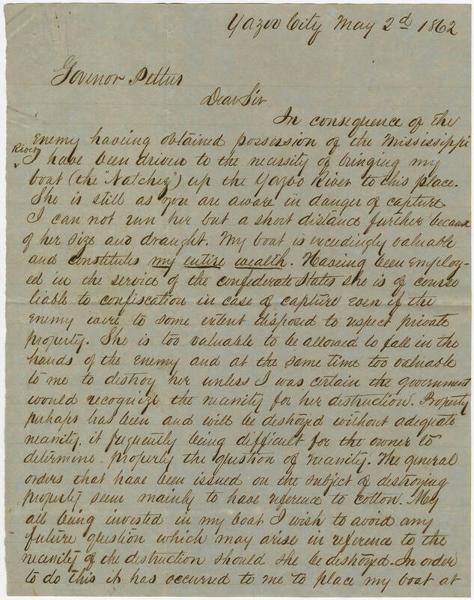 Yazoo City May 2d 1862
Govenor Pettus
Dear Sir
In consequence of the
enemy having obtained possession of the Mississippi
River I have been driven to the necessity of bringing my
boat (the "Natchez") up the Yazoo River to this place.
She is still as you are aware in danger of capture
I can not run her but a short distance further because
of her size and draught. My boat is exceedingly valuable
and constitutes my entire wealth. Having been employ-
ed in the service of the confederate States she is of course
liable to confiscation in case of capture even if the
enemy were to some extent disposed to respect private
property. She is too valuable to be allowed to fall in the
hands of the enemy and at the same time too valuable
to me to destroy her unless I was certain the government
would recognize the necessity for her destruction. Property
perhaps has been and will be destroyed without adequate
necessity, it frequently being difficult for the owner to
determine properly the question of necessity. The general
orders that have been issued on the subject of destroying
property seem mainly to have reference to cotton. My
all being invested in my boat I wish to avoid any
future question which may arise in reference to the
necessity of the destruction should she be destroyed. In order
to do this it has occurred to me to place my boat at